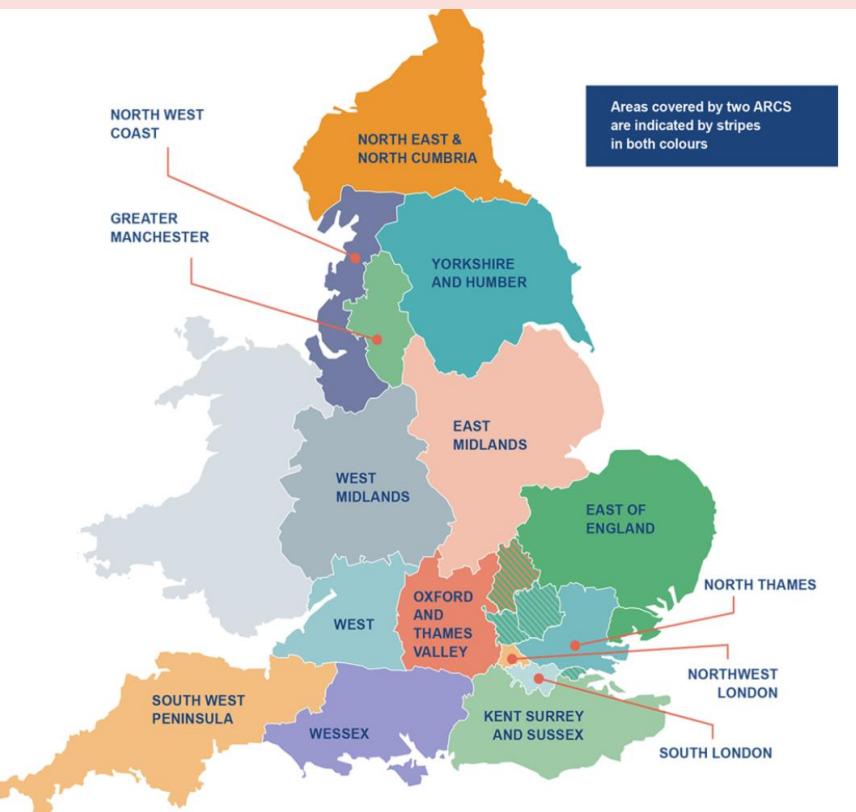 NORTH WEST
COAST
NORTH EAST &
NORTH CUMBRIA
Areas covered by two ARCS
are indicated by stripes
in both colours
GREATER
MANCHESTER
YORKSHIRE
AND HUMBER
EAST
MIDLANDS
WEST
MIDLANDS
EAST OF
ENGLAND
NORTH THAMES
OXFORD
AND
THAMES
VALLEY
WEST
NORTHWEST
LONDON
SOUTH WEST
PENINSULA
WESSEX
KENT SURREY
AND SUSSEX
SOUTH LONDON